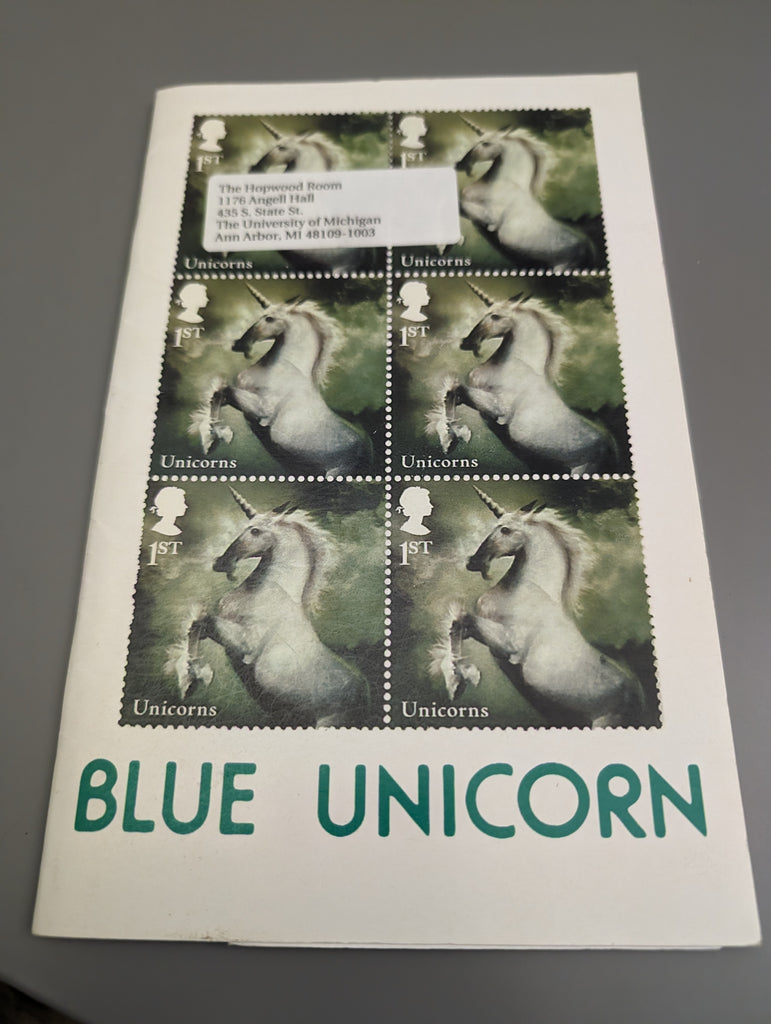 1ST
1ST
The Hopwood Room
1176 Angell Hall
435 S. State St.
The University of Michigan
Ann Arbor, MI 48109-1003
Unicorns
Unicorns
1ST
1ST
Unicorns
Unicorns
1ST
1ST
Unicorns
Unicorns
BLUE UNICORN